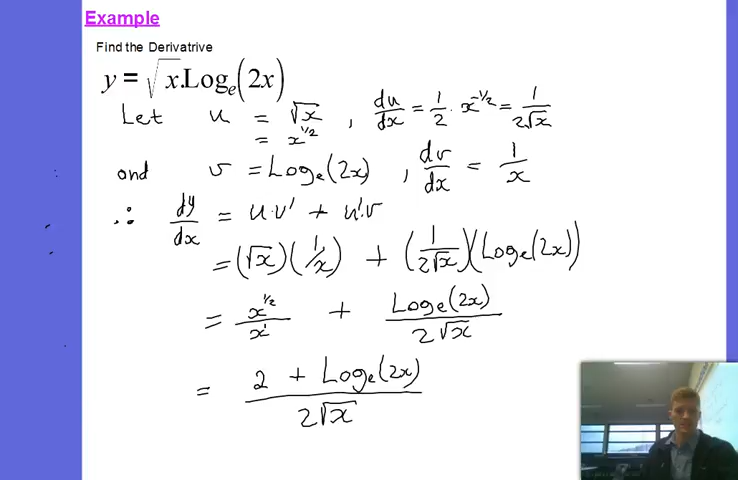 Example
Find the Derivatrive
y = √x.Logₑ(2x)
Let u = √x , du/dx = 1/2 · x^-1/2 = 1/2√x
= x^1/2
and v = Logₑ(2x) , dv/dx = 1/x
∴ dy/dx = u.v' + u'.v
= (√x)(1/x) + (1/2√x)(Logₑ(2x))
= x^1/2/x^1 + Logₑ(2x)/2√x
= 2 + Logₑ(2x)/2√x